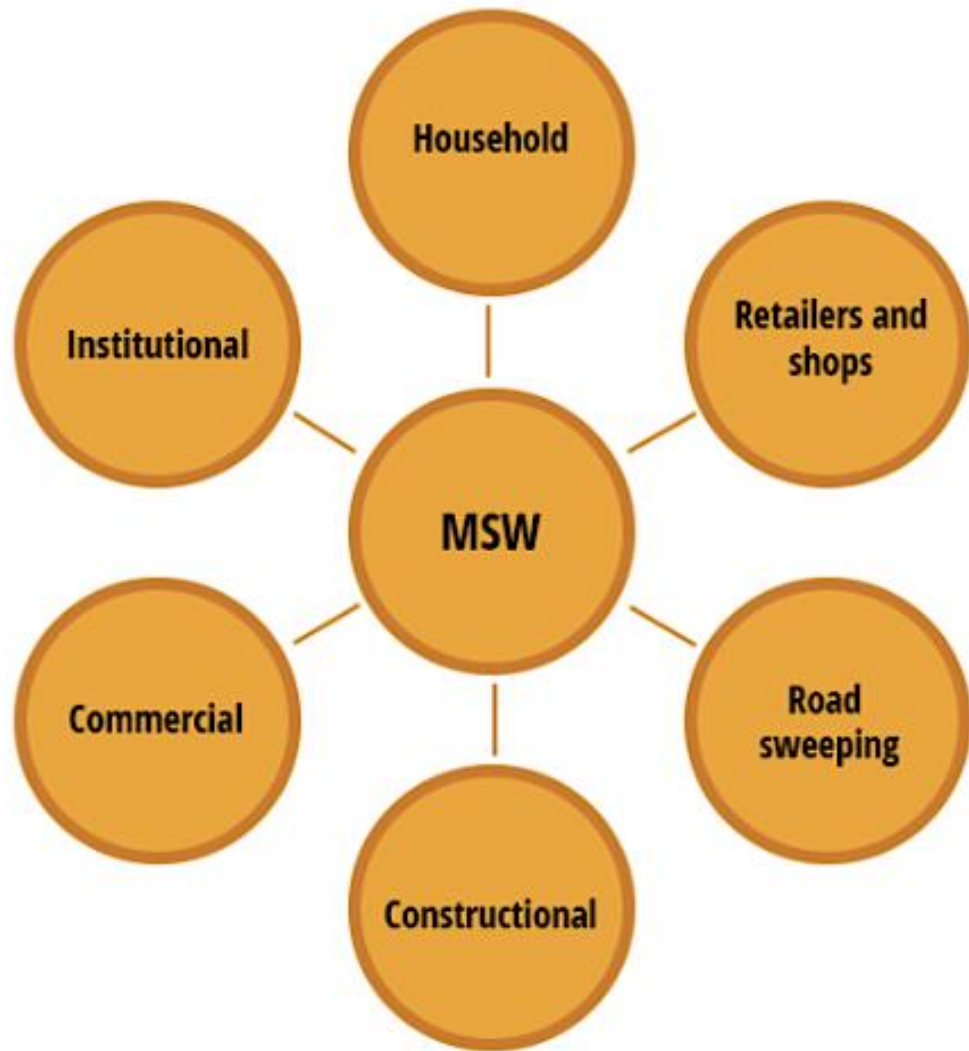 Household
Institutional
Retailers and
shops
MSW
Commercial
Road
sweeping
Constructional